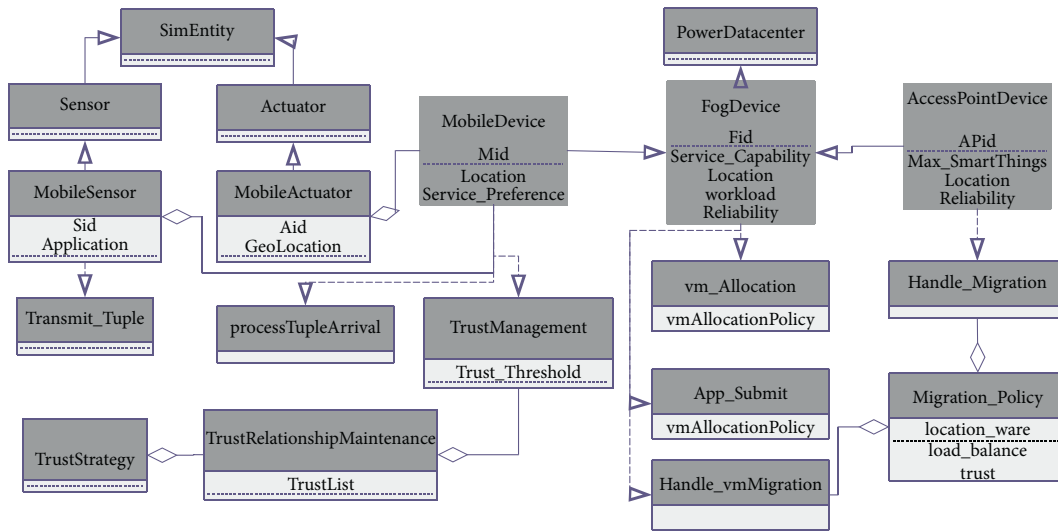 SimEntity
PowerDatacenter
Sensor
Actuator
MobileDevice
Mid
Location
Service_Preference
FogDevice
Fid
Service_Capability
Location
workload
Reliability
AccessPointDevice
APid
Max_SmartThings
Location
Reliability
MobileSensor
Sid
Application
MobileActuator
Aid
GeoLocation
Transmit_Tuple
processTupleArrival
TrustManagement
Trust_Threshold
vm_Allocation
vmAllocationPolicy
Handle_Migration
App_Submit
vmAllocationPolicy
Migration_Policy
location_ware
load_balance
trust
TrustStrategy
TrustRelationshipMaintenance
TrustList
Handle_vmMigration